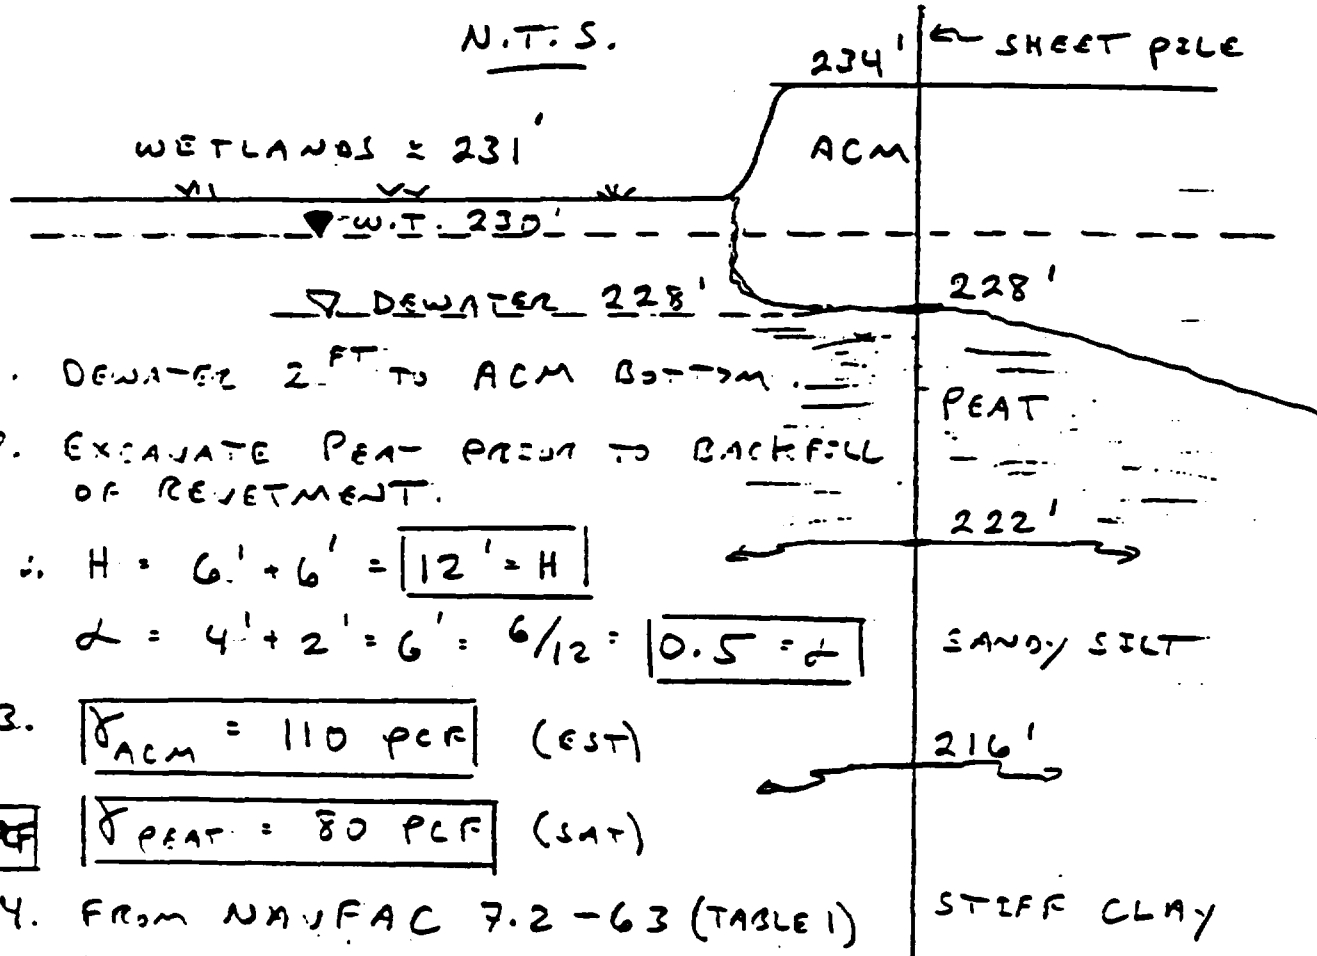 N.T.S.
234' ← SHEET PILE
WETLANDS ≅ 231'
ACM
W.T. 230'
DEWATER 228'
228'
. DEWATER 2 FT TO ACM BOTTOM.
PEAT
. EXCAVATE PEAT PRIOR TO BACKFILL
OF REVETMENT.
222'
∴ H = 6' + 6' = 12' = H
α = 4' + 2' = 6' = 6/12 = 0.5 = α
SANDY SILT
3. γACM = 110 PCF (EST)
216'
γPEAT = 80 PCF (SAT)
4. FROM NAVFAC 7.2-63 (TABLE 1)
STIFF CLAY